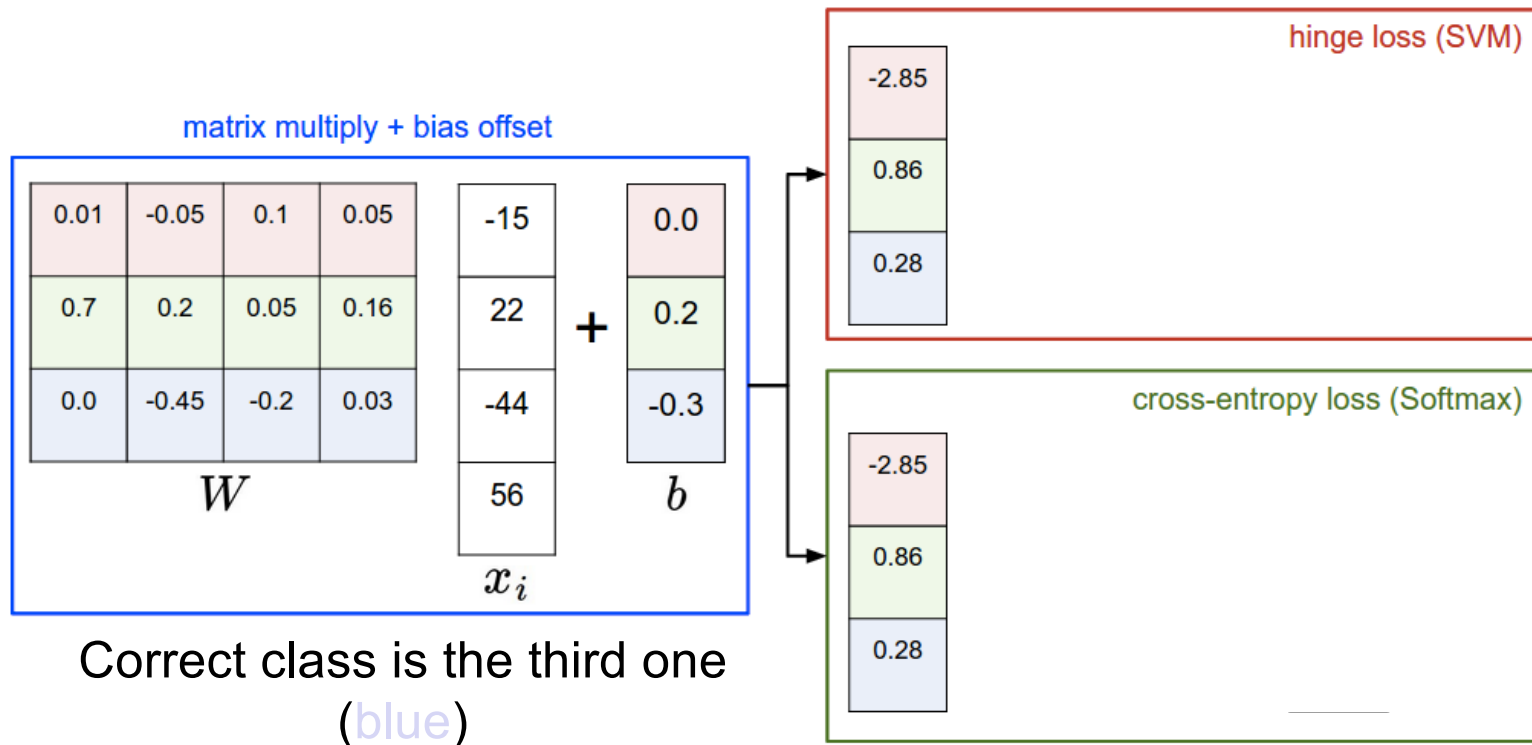 matrix multiply + bias offset
0.01 -0.05 0.1 0.05
0.7 0.2 0.05 0.16
0.0 -0.45 -0.2 0.03
W
-15
22
-44
56
x_i
+
0.0
0.2
-0.3
b
hinge loss (SVM)
-2.85
0.86
0.28
cross-entropy loss (Softmax)
-2.85
0.86
0.28
Correct class is the third one
(blue)